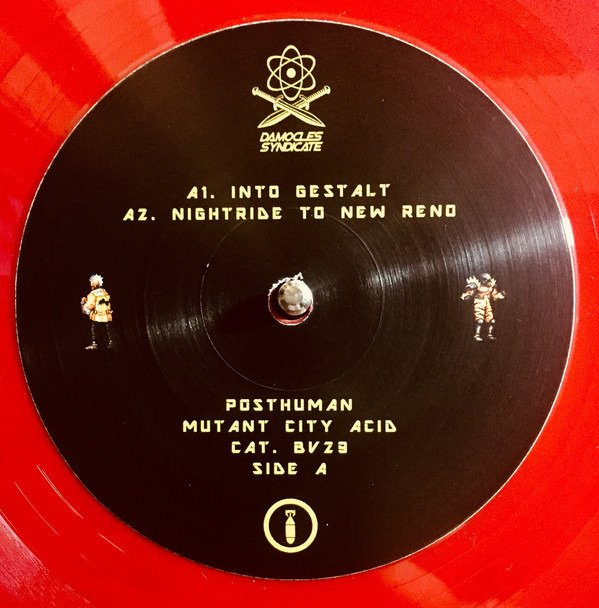 DAMOCLES
SYNDICATE
A1. INTO GESTALT
A2. NIGHTRIDE TO NEW RENO
POSTHUMAN
MUTANT CITY ACID
CAT. BV29
SIDE A